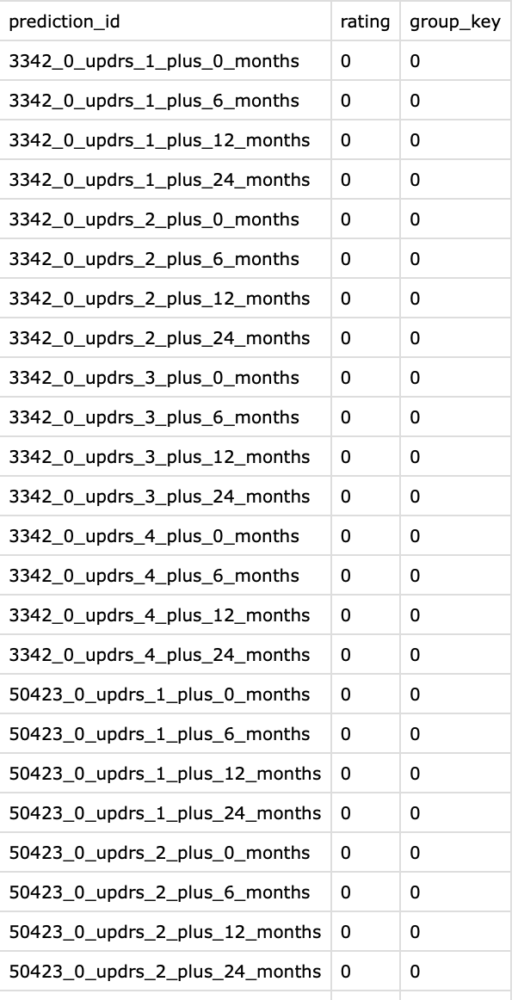 prediction_id rating group_key
3342_0_updrs_1_plus_0_months 0 0
3342_0_updrs_1_plus_6_months 0 0
3342_0_updrs_1_plus_12_months 0 0
3342_0_updrs_1_plus_24_months 0 0
3342_0_updrs_2_plus_0_months 0 0
3342_0_updrs_2_plus_6_months 0 0
3342_0_updrs_2_plus_12_months 0 0
3342_0_updrs_2_plus_24_months 0 0
3342_0_updrs_3_plus_0_months 0 0
3342_0_updrs_3_plus_6_months 0 0
3342_0_updrs_3_plus_12_months 0 0
3342_0_updrs_3_plus_24_months 0 0
3342_0_updrs_4_plus_0_months 0 0
3342_0_updrs_4_plus_6_months 0 0
3342_0_updrs_4_plus_12_months 0 0
3342_0_updrs_4_plus_24_months 0 0
50423_0_updrs_1_plus_0_months 0 0
50423_0_updrs_1_plus_6_months 0 0
50423_0_updrs_1_plus_12_months 0 0
50423_0_updrs_1_plus_24_months 0 0
50423_0_updrs_2_plus_0_months 0 0
50423_0_updrs_2_plus_6_months 0 0
50423_0_updrs_2_plus_12_months 0 0
50423_0_updrs_2_plus_24_months 0 0